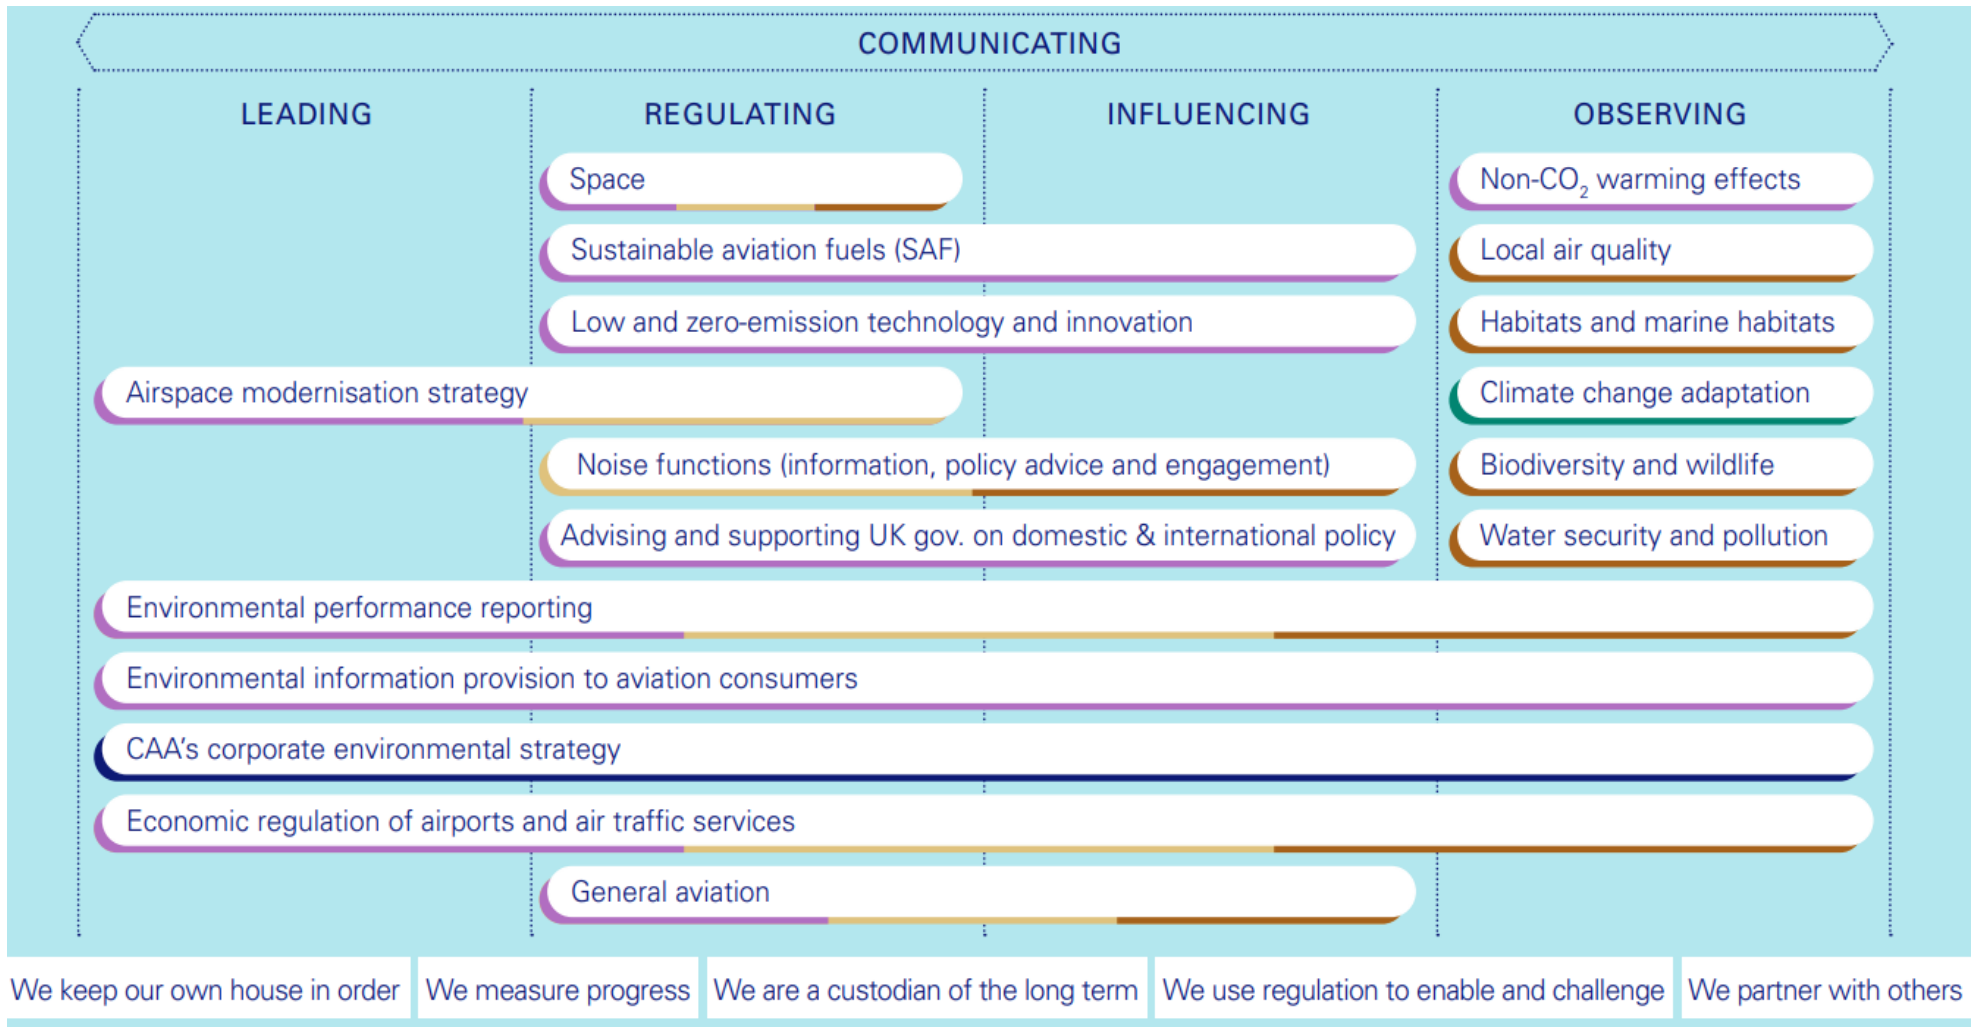 COMMUNICATING
LEADING
REGULATING
INFLUENCING
OBSERVING
Space
Non-CO₂ warming effects
Sustainable aviation fuels (SAF)
Local air quality
Low and zero-emission technology and innovation
Habitats and marine habitats
Airspace modernisation strategy
Climate change adaptation
Noise functions (information, policy advice and engagement)
Biodiversity and wildlife
Advising and supporting UK gov. on domestic & international policy
Water security and pollution
Environmental performance reporting
Environmental information provision to aviation consumers
CAA's corporate environmental strategy
Economic regulation of airports and air traffic services
General aviation
We keep our own house in order
We measure progress
We are a custodian of the long term
We use regulation to enable and challenge
We partner with others